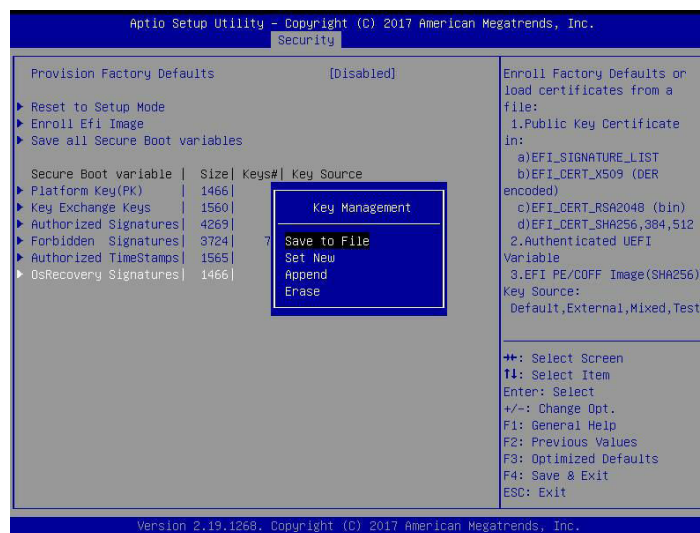 Aptio Setup Utility – Copyright (C) 2017 American Megatrends, Inc.
Security
Provision Factory Defaults [Disabled]
Reset to Setup Mode
Enroll Efi Image
Save all Secure Boot variables
Secure Boot variable | Size| Keys#| Key Source
Platform Key(PK) | 1466|
Key Exchange Keys | 1560|
Authorized Signatures| 4269|
Forbidden Signatures| 3724| 7
Authorized TimeStamps| 1565|
OsRecovery Signatures| 1466|
Key Management
Save to File
Set New
Append
Erase
Enroll Factory Defaults or
load certificates from a
file:
1.Public Key Certificate
in:
a)EFI_SIGNATURE_LIST
b)EFI_CERT_X509 (DER
encoded)
c)EFI_CERT_RSA2048 (bin)
d)EFI_CERT_SHA256,384,512
2.Authenticated UEFI
Variable
3.EFI PE/COFF Image(SHA256)
Key Source:
Default,External,Mixed,Test
→←: Select Screen
↑↓: Select Item
Enter: Select
+/-: Change Opt.
F1: General Help
F2: Previous Values
F3: Optimized Defaults
F4: Save & Exit
ESC: Exit
Version 2.19.1268. Copyright (C) 2017 American Megatrends, Inc.